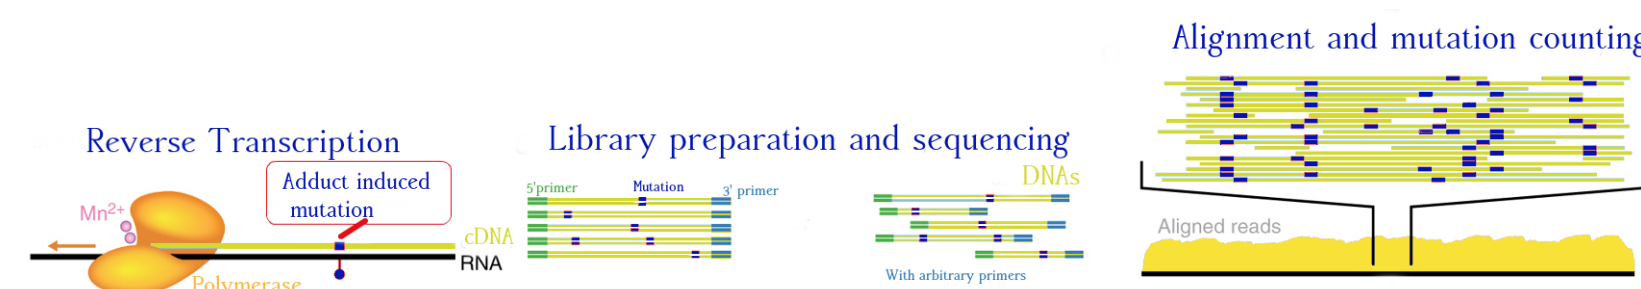 Reverse Transcription
Adduct induced
mutation
Mn2+
cDNA
RNA
Polymerase
Library preparation and sequencing
5'primer
Mutation
3' primer
DNAs
With arbitrary primers
Alignment and mutation counting
Aligned reads